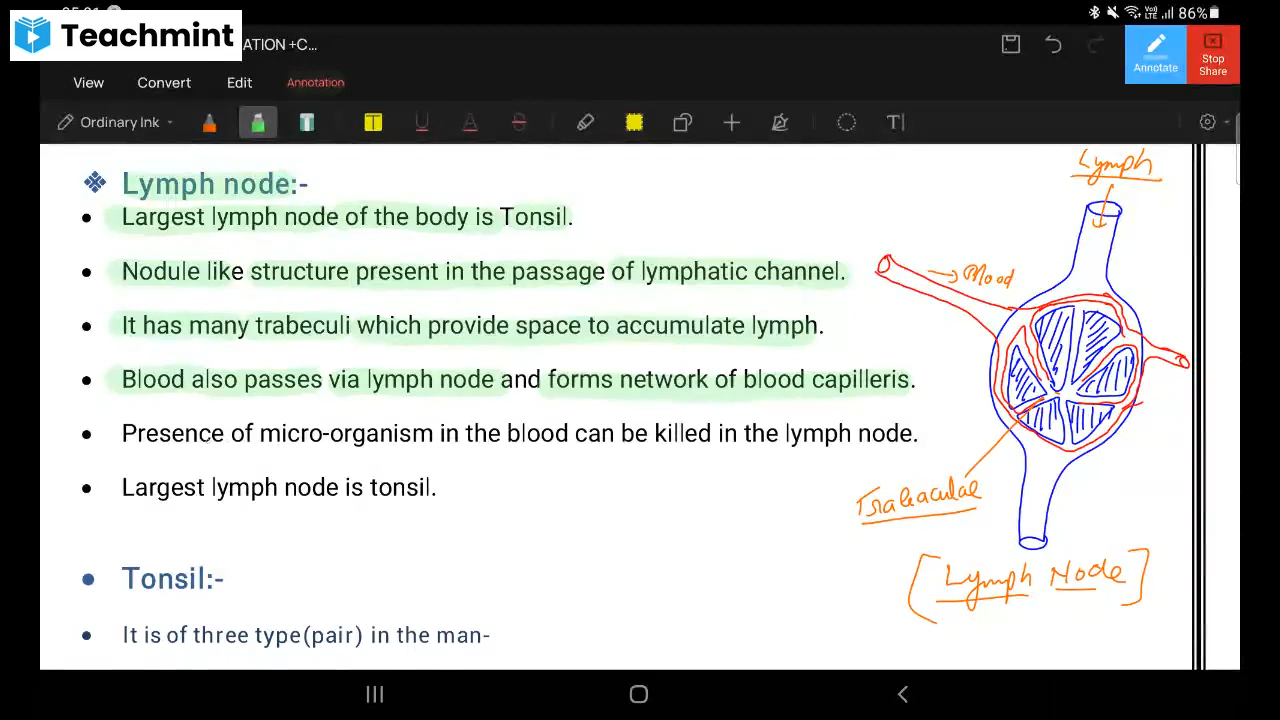 Teachmint
ATION +C...
VoD
LTE
86%
Annotate
Stop
Share
View
Convert
Edit
Annotation
Ordinary Ink
T
U
A
S
T
Lymph node:-
Largest lymph node of the body is Tonsil.
Nodule like structure present in the passage of lymphatic channel.
It has many trabeculi which provide space to accumulate lymph.
Blood also passes via lymph node and forms network of blood capilleris.
Presence of micro-organism in the blood can be killed in the lymph node.
Largest lymph node is tonsil.
Tonsil:-
It is of three type(pair) in the man-
Lymph
Blood
Trabaculae
[Lymph Node]